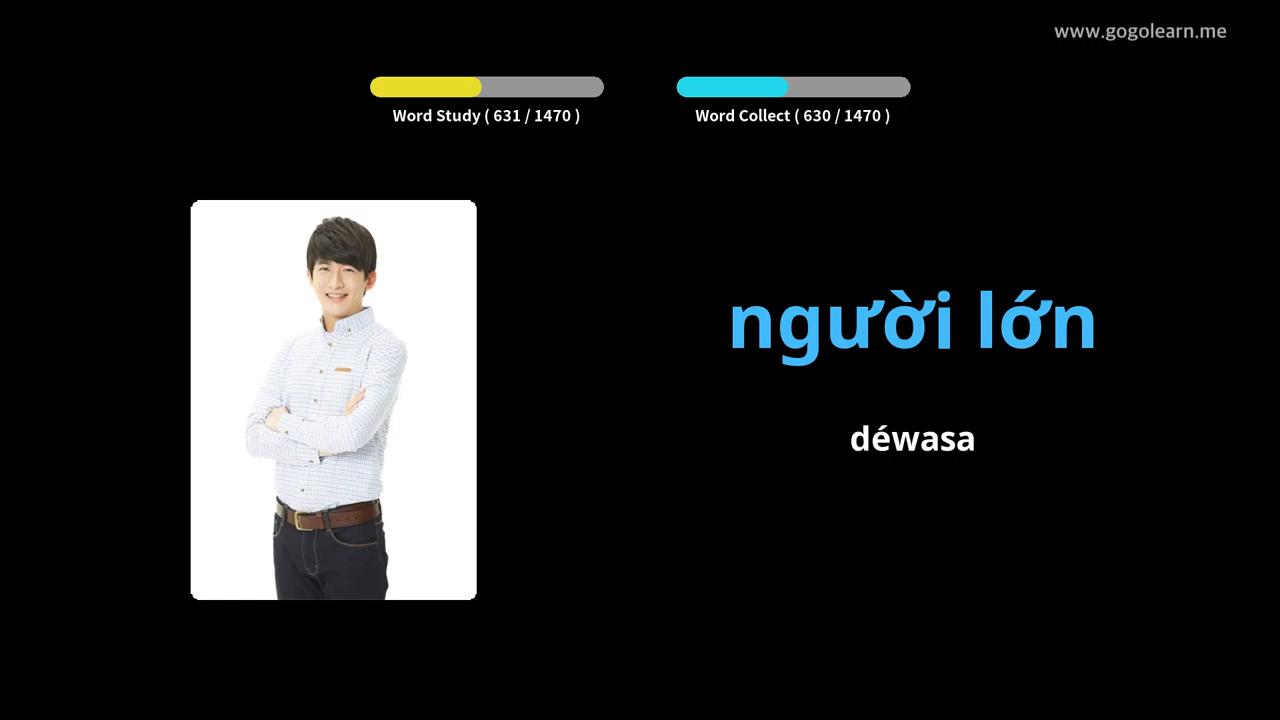 www.gogolearn.me
Word Study ( 631 / 1470 )
Word Collect ( 630 / 1470 )
người lớn
déwasa